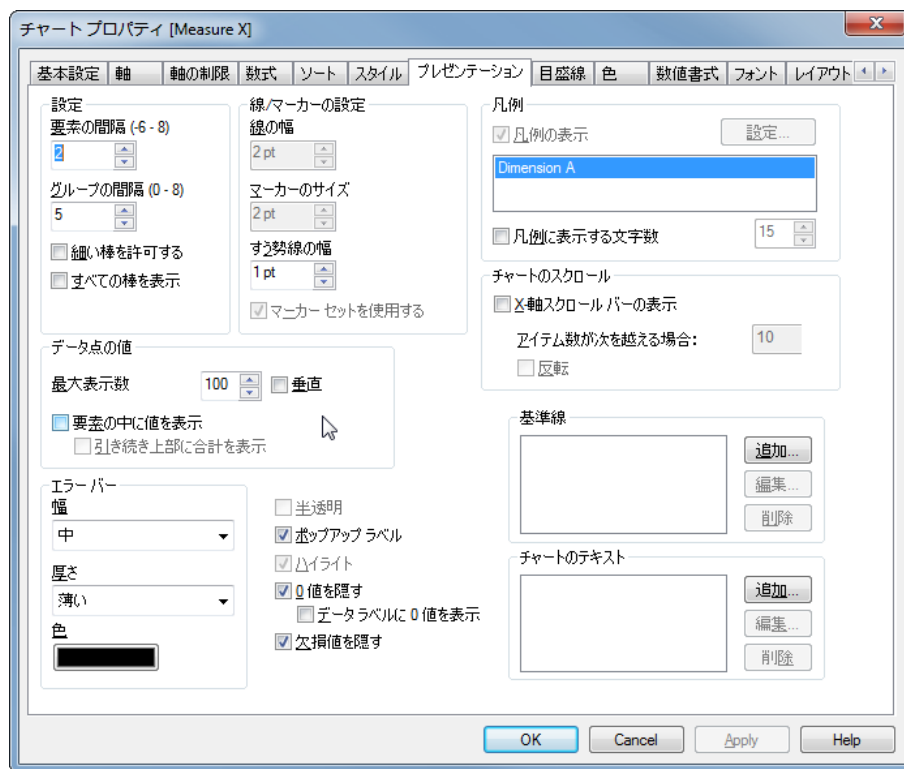 チャート プロパティ [Measure X]
基本設定 軸 軸の制限 数式 ソート スタイル プレゼンテーション 目盛線 色 数値書式 フォント レイアウト
設定
要素の間隔 (-6 - 8)
2
グループの間隔 (0 - 8)
5
細い棒を許可する
すべての棒を表示
線/マーカーの設定
線の幅
2 pt
マーカーのサイズ
2 pt
すう勢線の幅
1 pt
マーカー セットを使用する
凡例
凡例の表示
設定...
Dimension A
凡例に表示する文字数
15
チャートのスクロール
X-軸スクロール バーの表示
アイテム数が次を越える場合:
10
反転
データ点の値
最大表示数
100
垂直
要素の中に値を表示
引き続き上部に合計を表示
エラー バー
幅
中
厚さ
薄い
色
半透明
ポップアップ ラベル
ハイライト
0 値を隠す
データ ラベルに 0 値を表示
欠損値を隠す
基準線
追加...
編集...
削除
チャートのテキスト
追加...
編集...
削除
OK
Cancel
Apply
Help